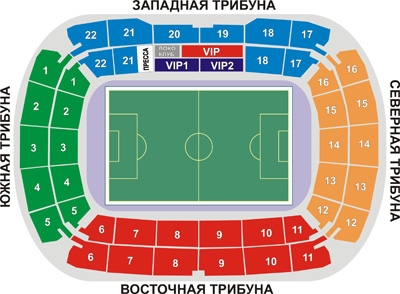 ЗАПАДНАЯ ТРИБУНА
22 21 20 19 18 17
22 21 ПРЕССА ЛОКО КЛУБ VIP 18 17
VIP1 VIP2
ЮЖНАЯ ТРИБУНА
1 1
2 2
3 3
4 4
5 5
16 16
15 15
14 14
13 13
12 12
СЕВЕРНАЯ ТРИБУНА
6 7 8 9 10 11
6 7 8 9 10 11
ВОСТОЧНАЯ ТРИБУНА